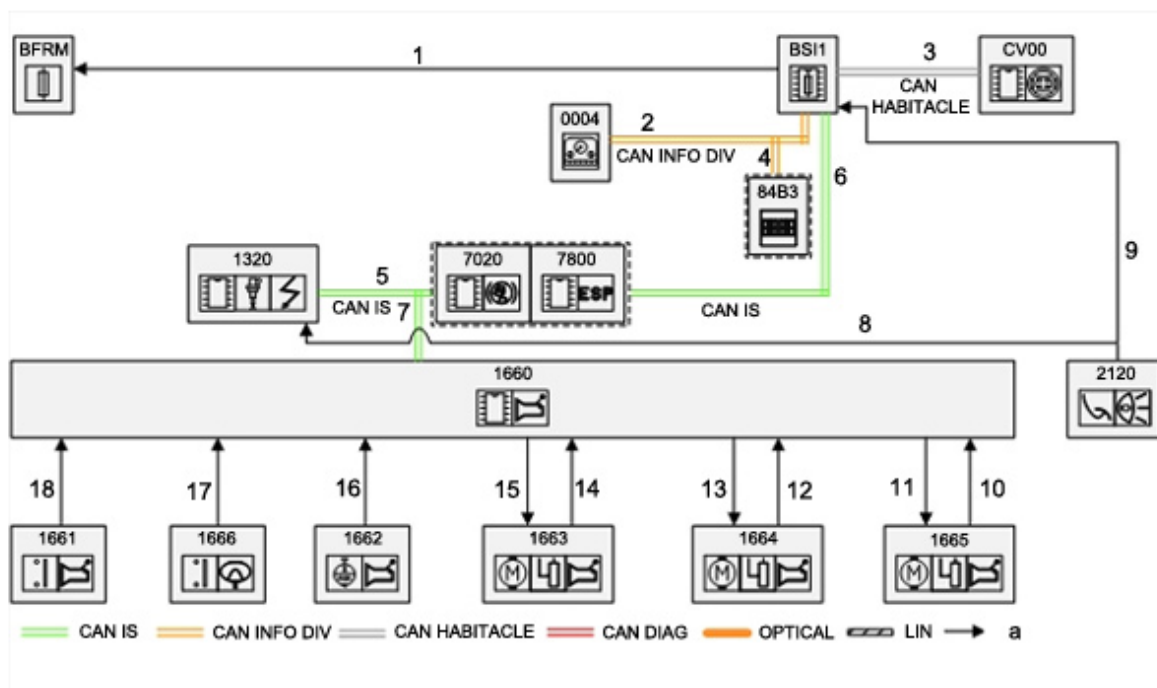 BFRM
1
BSI1
3
CV00
CAN
HABITACLE
0004
2
CAN INFO DIV
4
6
84B3
9
1320
5
7020
7800
ESP
CAN IS
7
CAN IS
8
1660
2120
18
17
16
15
14
13
12
11
10
1661
1666
1662
1663
1664
1665
M
M
M
CAN IS
CAN INFO DIV
CAN HABITACLE
CAN DIAG
OPTICAL
LIN
a